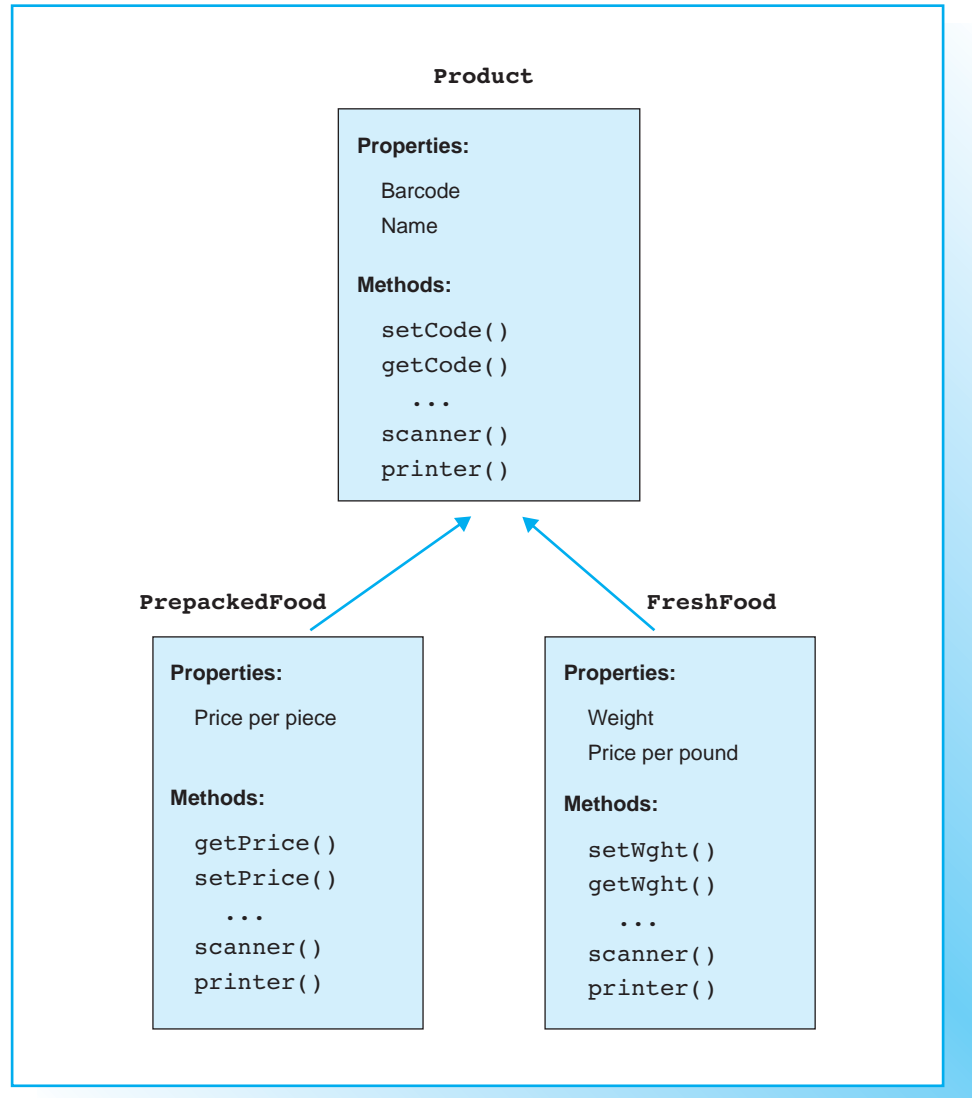 Product
Properties:
Barcode
Name
Methods:
setCode()
getCode()
...
scanner()
printer()
PrepackedFood
Properties:
Price per piece
Methods:
getPrice()
setPrice()
...
scanner()
printer()
FreshFood
Properties:
Weight
Price per pound
Methods:
setWght()
getWght()
...
scanner()
printer()